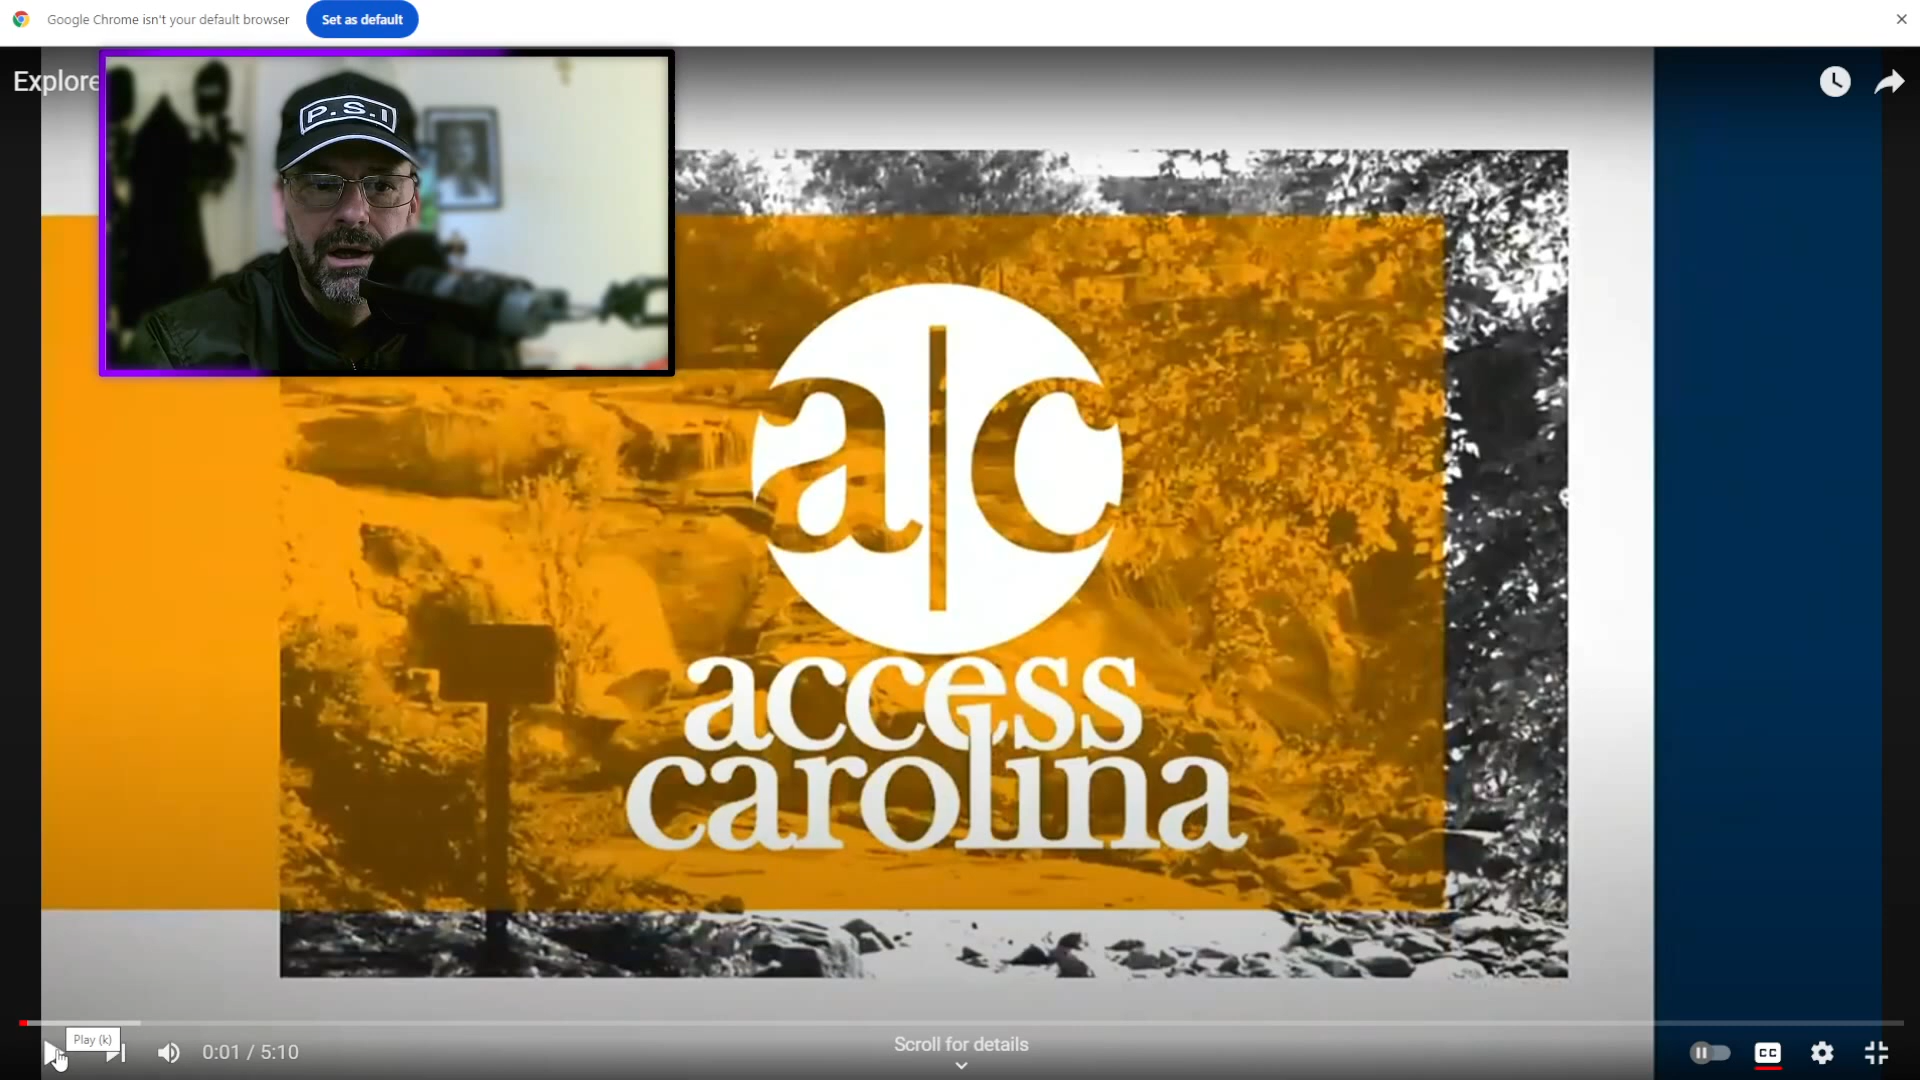 Google Chrome isn't your default browser
Set as default
Explore
P.S.I
a|c
access
carolina
Play (k)
0:01 / 5:10
Scroll for details
CC